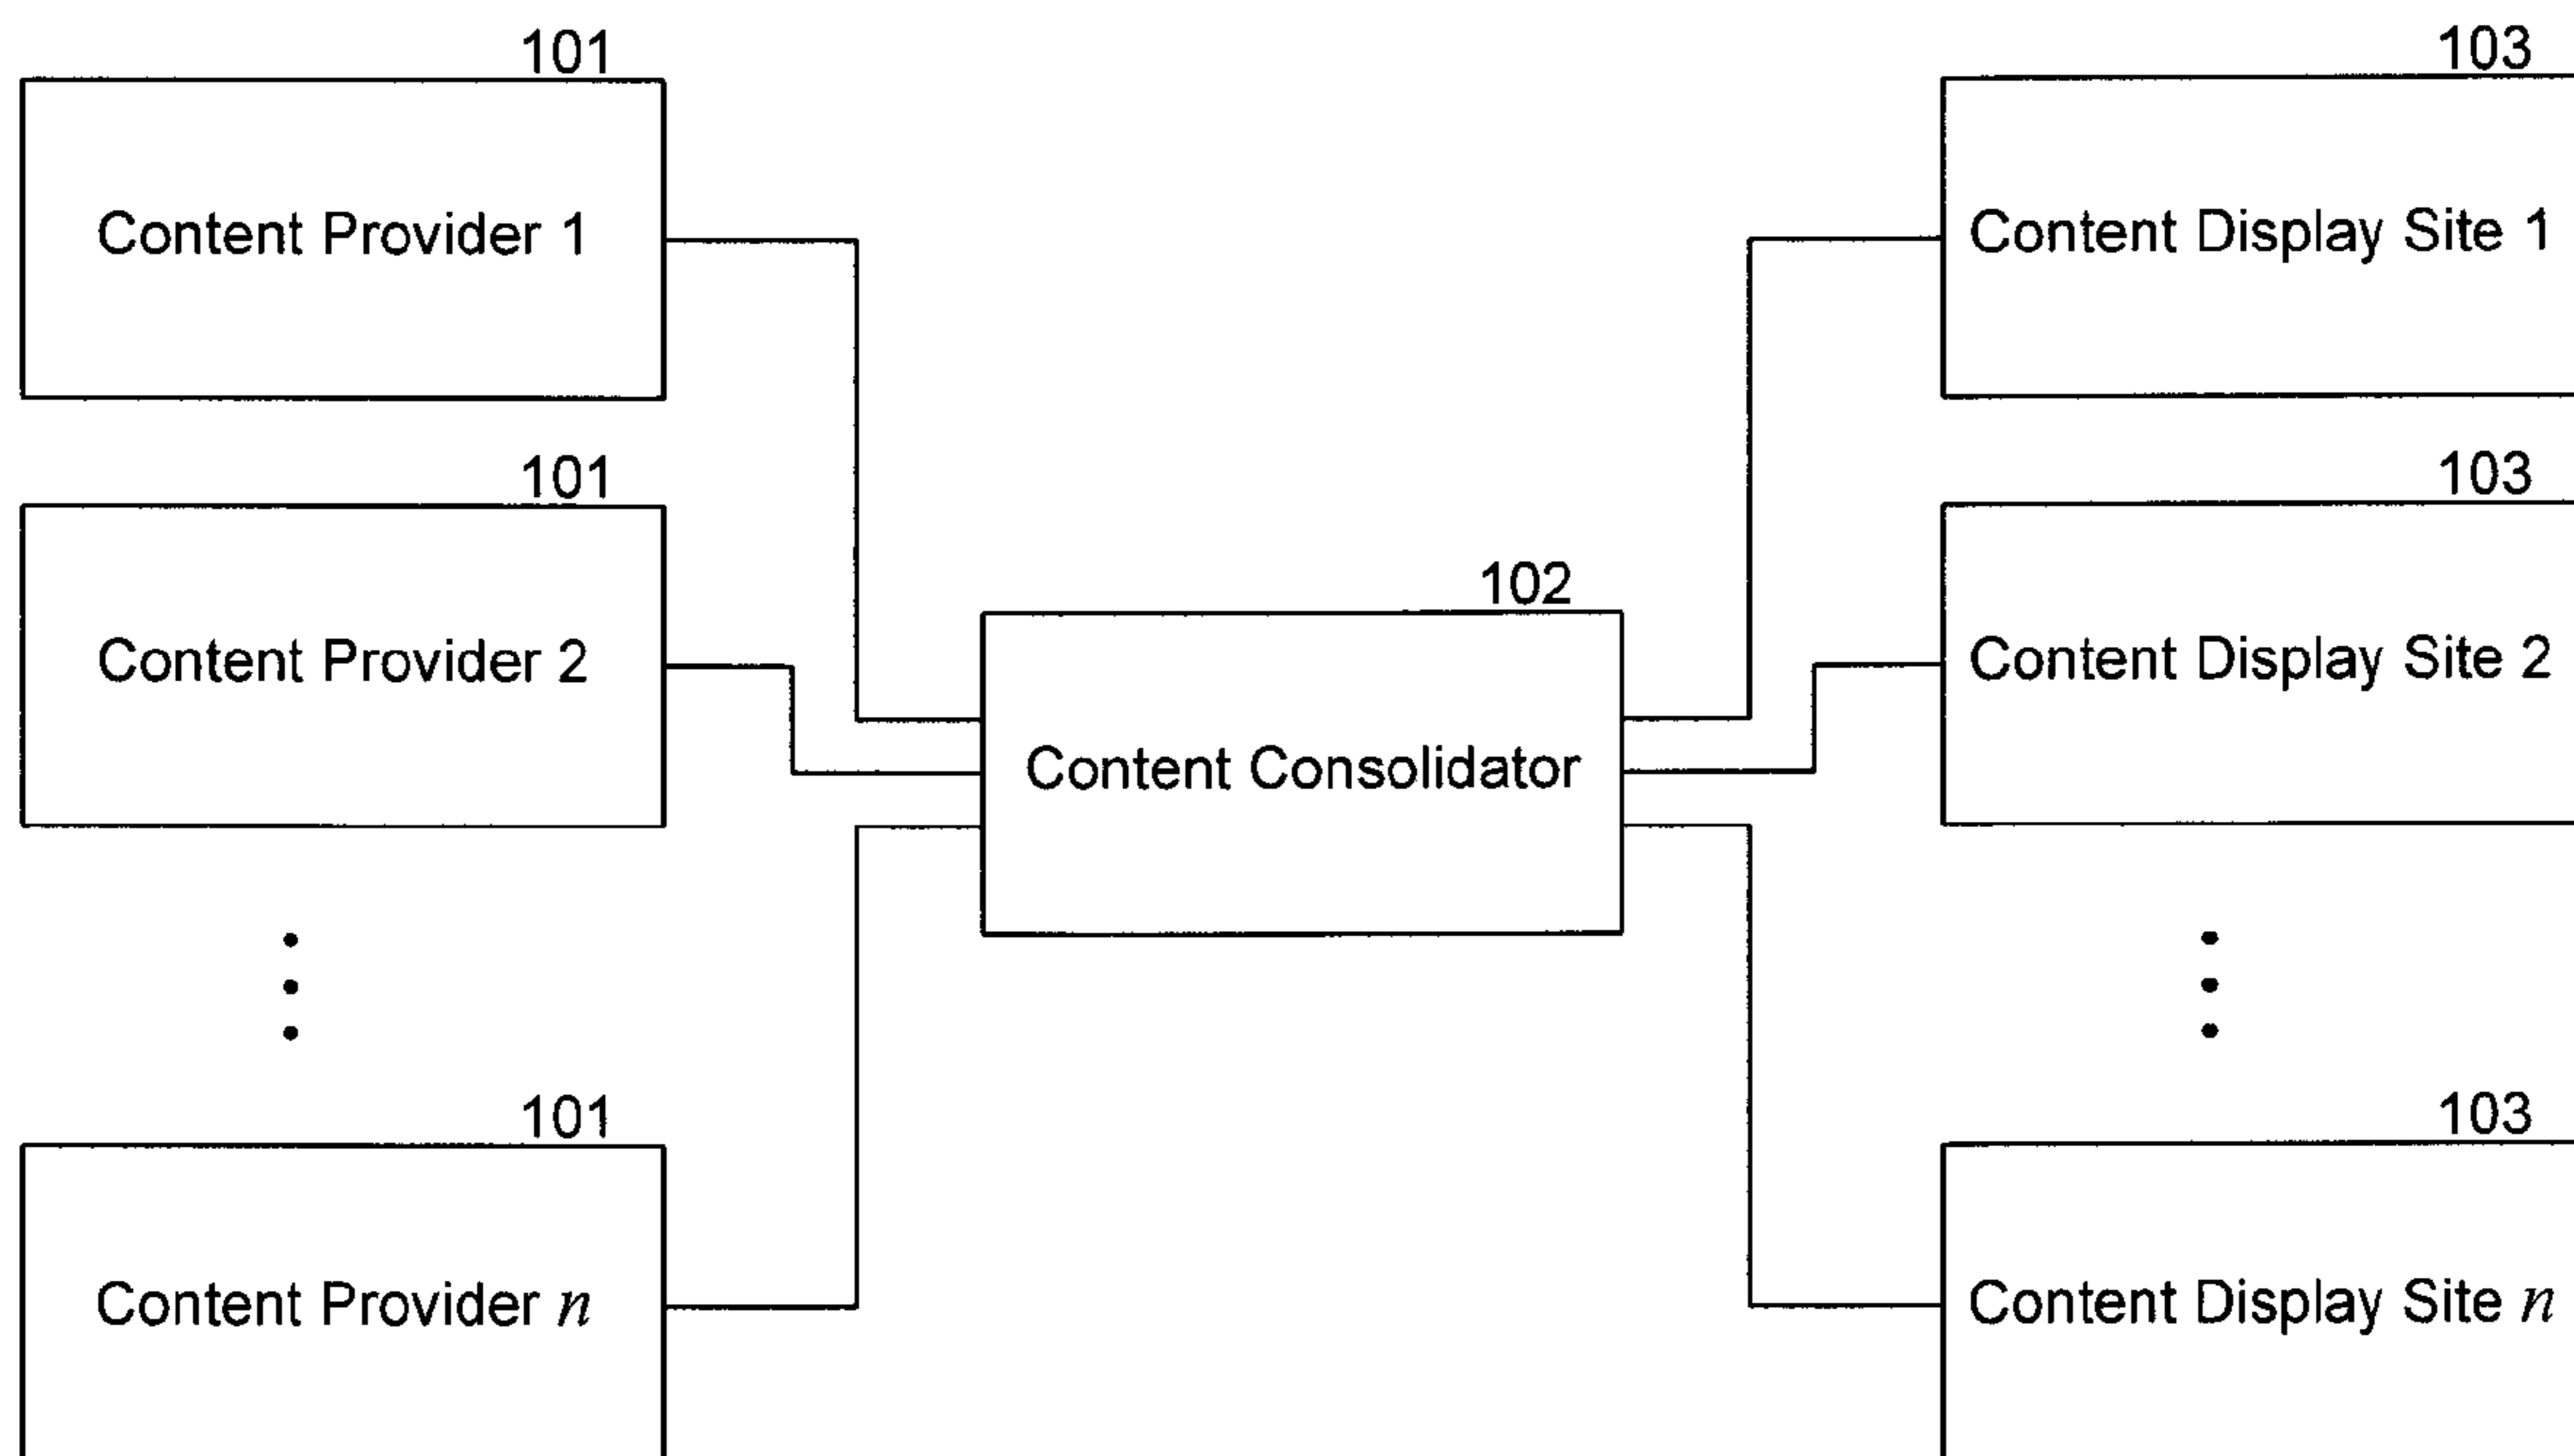 101
Content Provider 1
101
Content Provider 2
101
Content Provider n
102
Content Consolidator
103
Content Display Site 1
103
Content Display Site 2
103
Content Display Site n